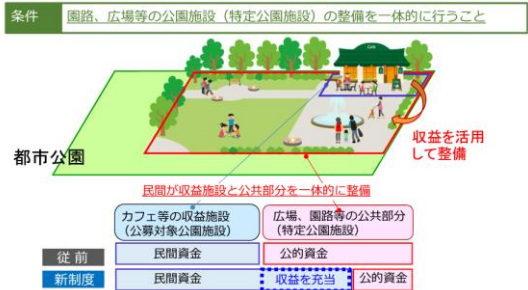 条件 園路、広場等の公園施設（特定公園施設）の整備を一体的に行うこと
都市公園
収益を活用
して整備
民間が収益施設と公共部分を一体的に整備
カフェ等の収益施設
（公募対象公園施設）
広場、園路等の公共部分
（特定公園施設）
従前 民間資金 公的資金
新制度 民間資金 収益を充当 公的資金